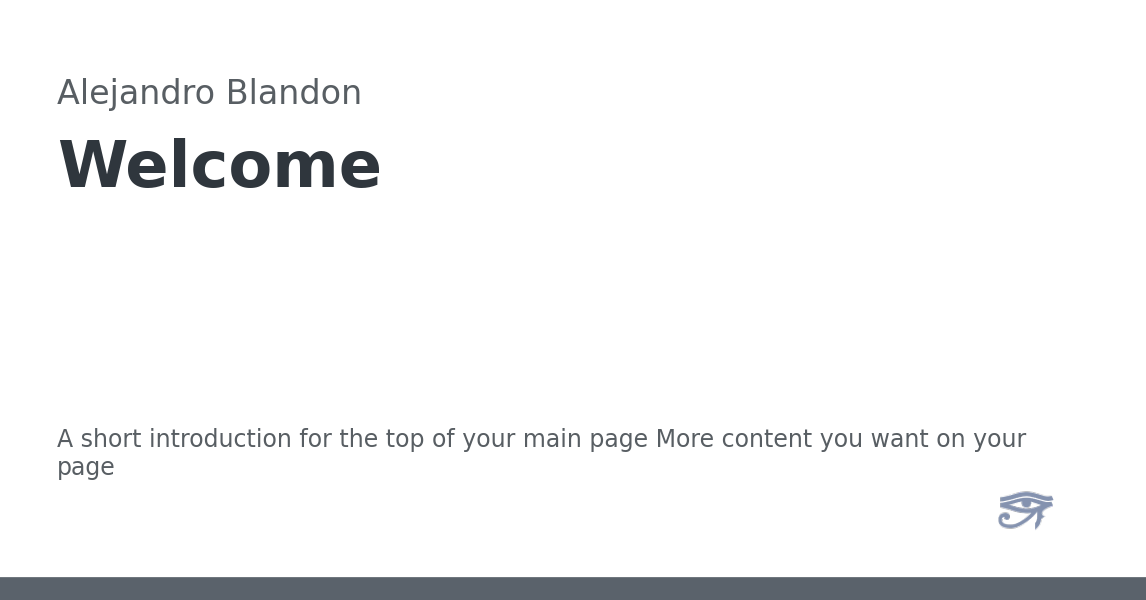 Alejandro Blandon
Welcome
A short introduction for the top of your main page More content you want on your
page